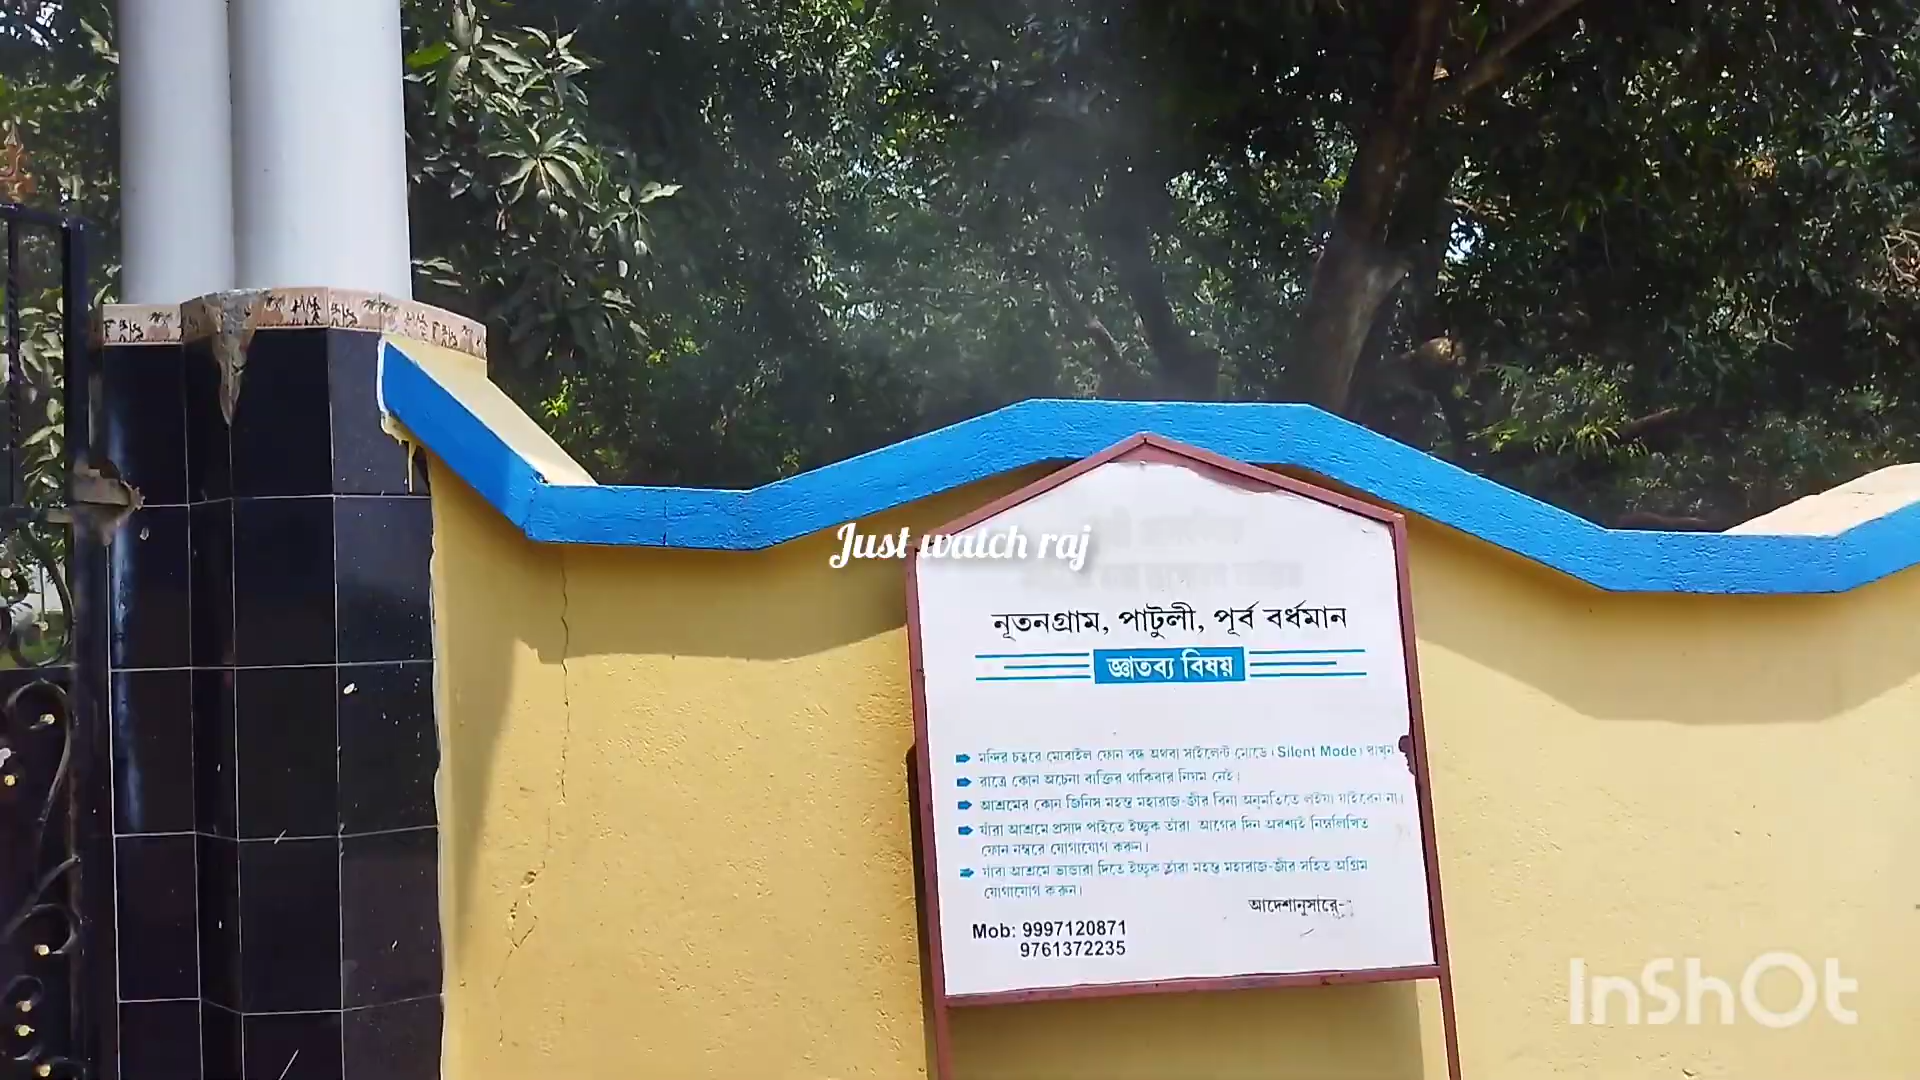 Just watch raj
নূতনগ্রাম, পাটুলী, পূর্ব বর্ধমান
জ্ঞাতব্য বিষয়
মন্দির চত্বরে মোবাইল ফোন বন্ধ অথবা সাইলেন্ট মোডে (Silent Mode) রাখুন
রাত্রে কোন অচেনা ব্যক্তির থাকিবার নিয়ম নেই।
আশ্রমের কোন জিনিস মহন্ত মহারাজ-জীর বিনা অনুমতিতে লইয়া যাইবেন না।
যাঁরা আশ্রমে প্রসাদ পাইতে ইচ্ছুক তাঁরা আগের দিন অবশ্যই নিম্নলিখিত
ফোন নম্বরে যোগাযোগ করুন।
যাঁরা আশ্রমে ভান্ডারা দিতে ইচ্ছুক তাঁরা মহন্ত মহারাজ-জীর সহিত অগ্রিম
যোগাযোগ করুন।
আদেশানুসারে-
Mob: 9997120871
9761372235
InShOt